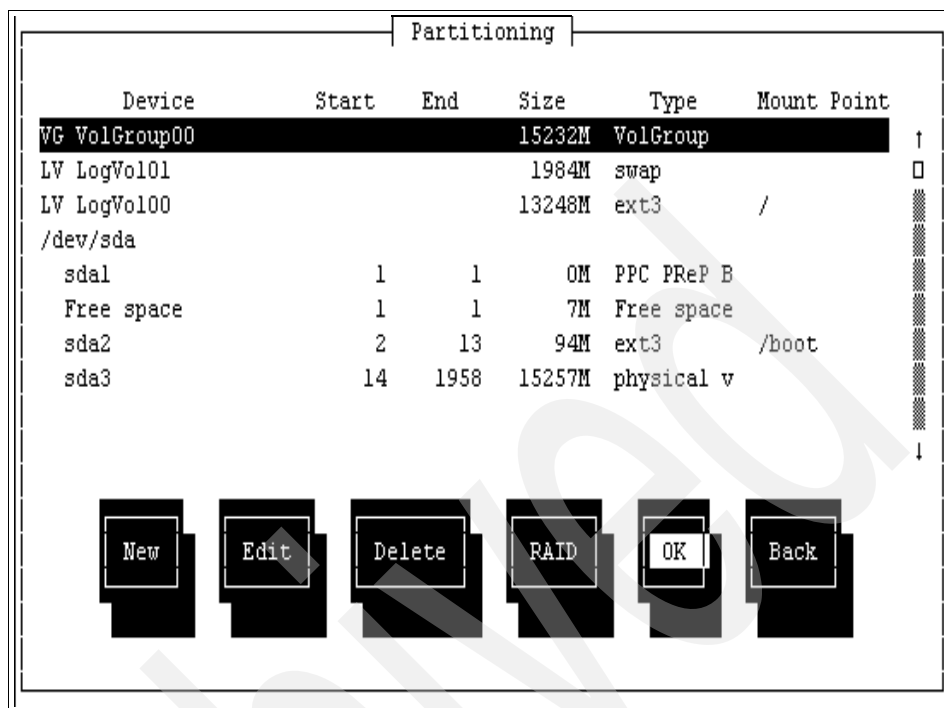 Partitioning
Device Start End Size Type Mount Point
VG VolGroup00 15232M VolGroup
LV LogVol01 1984M swap
LV LogVol00 13248M ext3 /
/dev/sda
sda1 1 1 0M PPC PReP B
Free space 1 1 7M Free space
sda2 2 13 94M ext3 /boot
sda3 14 1958 15257M physical v
New Edit Delete RAID OK Back